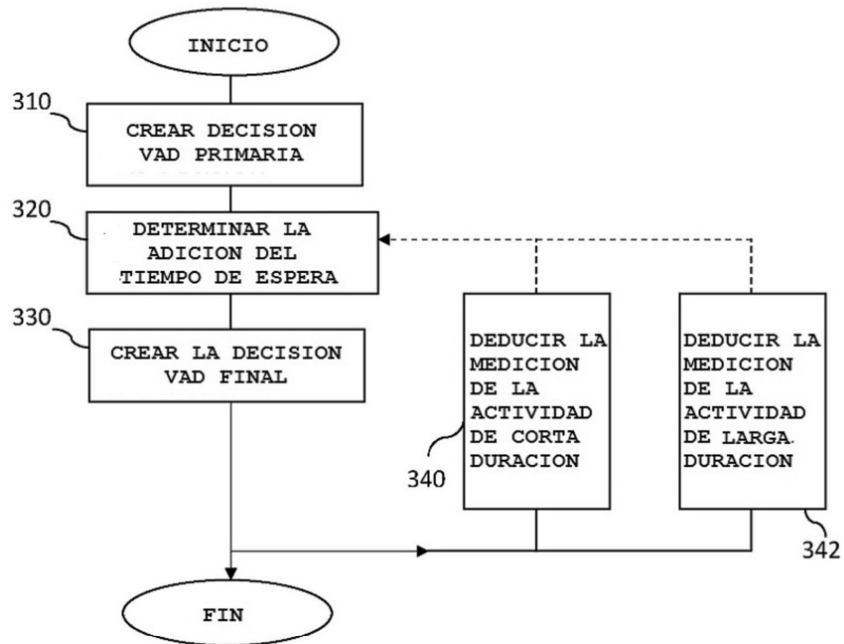 INICIO
310
CREAR DECISION
VAD PRIMARIA
320
DETERMINAR LA
ADICION DEL
TIEMPO DE ESPERA
330
CREAR LA DECISION
VAD FINAL
DEDUCIR LA
MEDICION
DE LA
ACTIVIDAD
DE CORTA
DURACION
340
DEDUCIR LA
MEDICION
DE LA
ACTIVIDAD
DE LARGA
DURACION
342
FIN